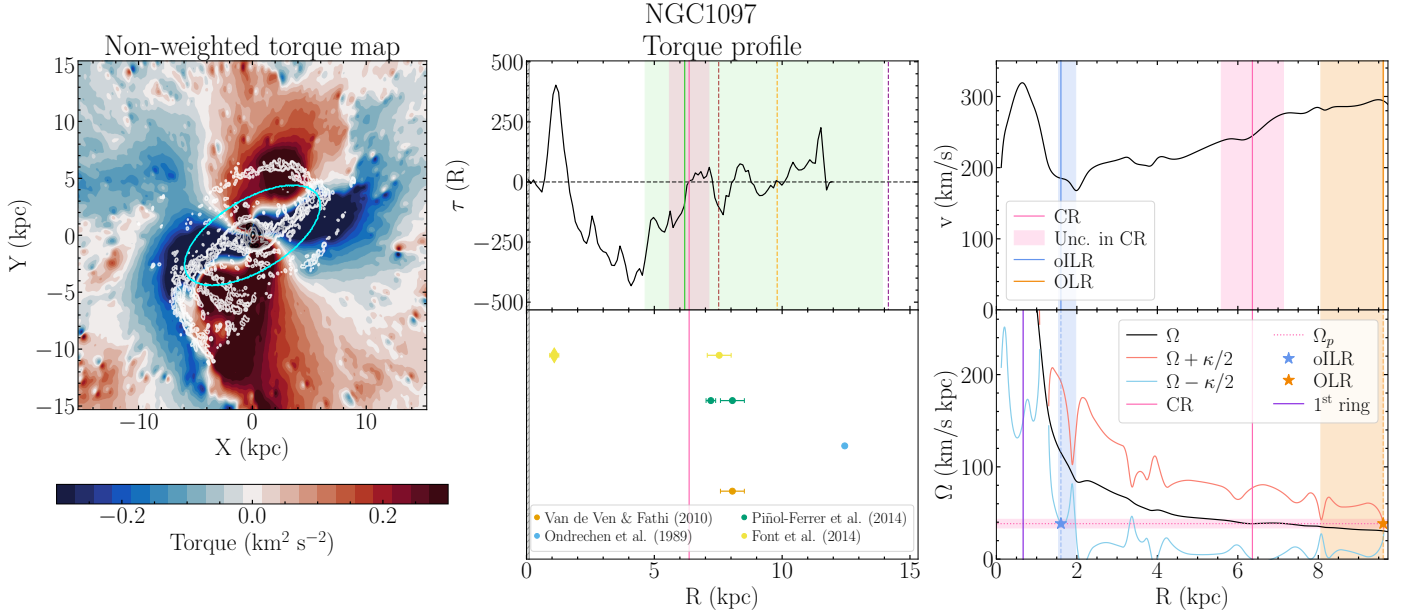 NGC1097
Non-weighted torque map
15
10
5
0
−5
−10
−15
Y (kpc)
−10
0
10
X (kpc)
−0.2
0.0
0.2
Torque (km² s⁻²)
Torque profile
500
250
0
−250
−500
τ (R)
Van de Ven & Fathi (2010)
Ondrechen et al. (1989)
Piñol-Ferrer et al. (2014)
Font et al. (2014)
0
5
10
15
R (kpc)
300
200
100
0
v (km/s)
CR
Unc. in CR
oILR
OLR
200
100
0
Ω (km/s kpc)
Ω
Ω + κ/2
Ω − κ/2
CR
Ωₚ
oILR
OLR
1ˢᵗ ring
0
2
4
6
8
R (kpc)